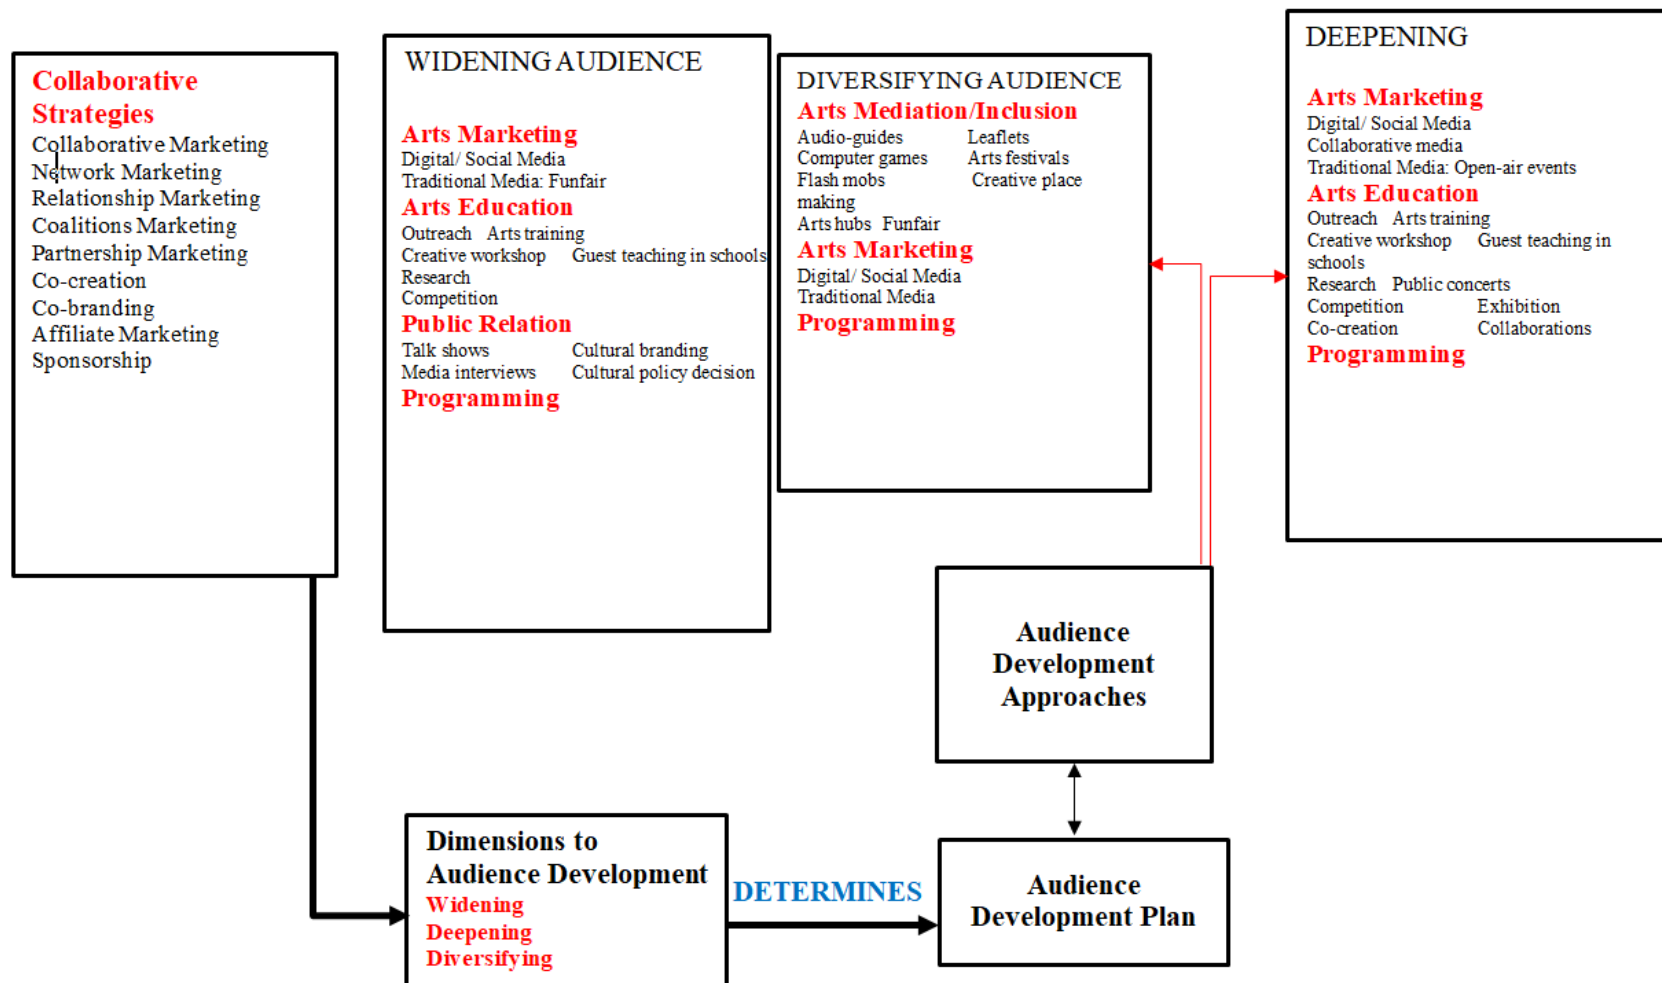 Collaborative
Strategies
Collaborative Marketing
Network Marketing
Relationship Marketing
Coalitions Marketing
Partnership Marketing
Co-creation
Co-branding
Affiliate Marketing
Sponsorship
WIDENING AUDIENCE
Arts Marketing
Digital/ Social Media
Traditional Media: Funfair
Arts Education
Outreach Arts training
Creative workshop Guest teaching in schools
Research
Competition
Public Relation
Talk shows Cultural branding
Media interviews Cultural policy decision
Programming
DIVERSIFYING AUDIENCE
Arts Mediation/Inclusion
Audio-guides Leaflets
Computer games Arts festivals
Flash mobs Creative place
making
Arts hubs Funfair
Arts Marketing
Digital/ Social Media
Traditional Media
Programming
DEEPENING
Arts Marketing
Digital/ Social Media
Collaborative media
Traditional Media: Open-air events
Arts Education
Outreach Arts training
Creative workshop Guest teaching in
schools
Research Public concerts
Competition Exhibition
Co-creation Collaborations
Programming
Audience
Development
Approaches
Dimensions to
Audience Development
Widening
Deepening
Diversifying
DETERMINES
Audience
Development Plan